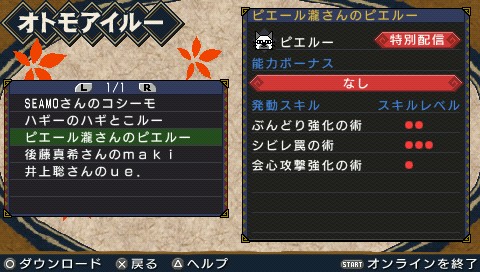 オトモアイルー
L 1/1 R
SEAMOさんのコシーモ
ハギーのハギとこルー
ピエール瀧さんのピエルー
後藤真希さんのｍａｋｉ
井上聡さんのｕｅ．
ピエール瀧さんのピエルー
ピエルー 特別配信
能力ボーナス
なし
発動スキル スキルレベル
ぶんどり強化の術
シビレ罠の術
会心攻撃強化の術
ダウンロード 戻る ヘルプ START オンラインを終了